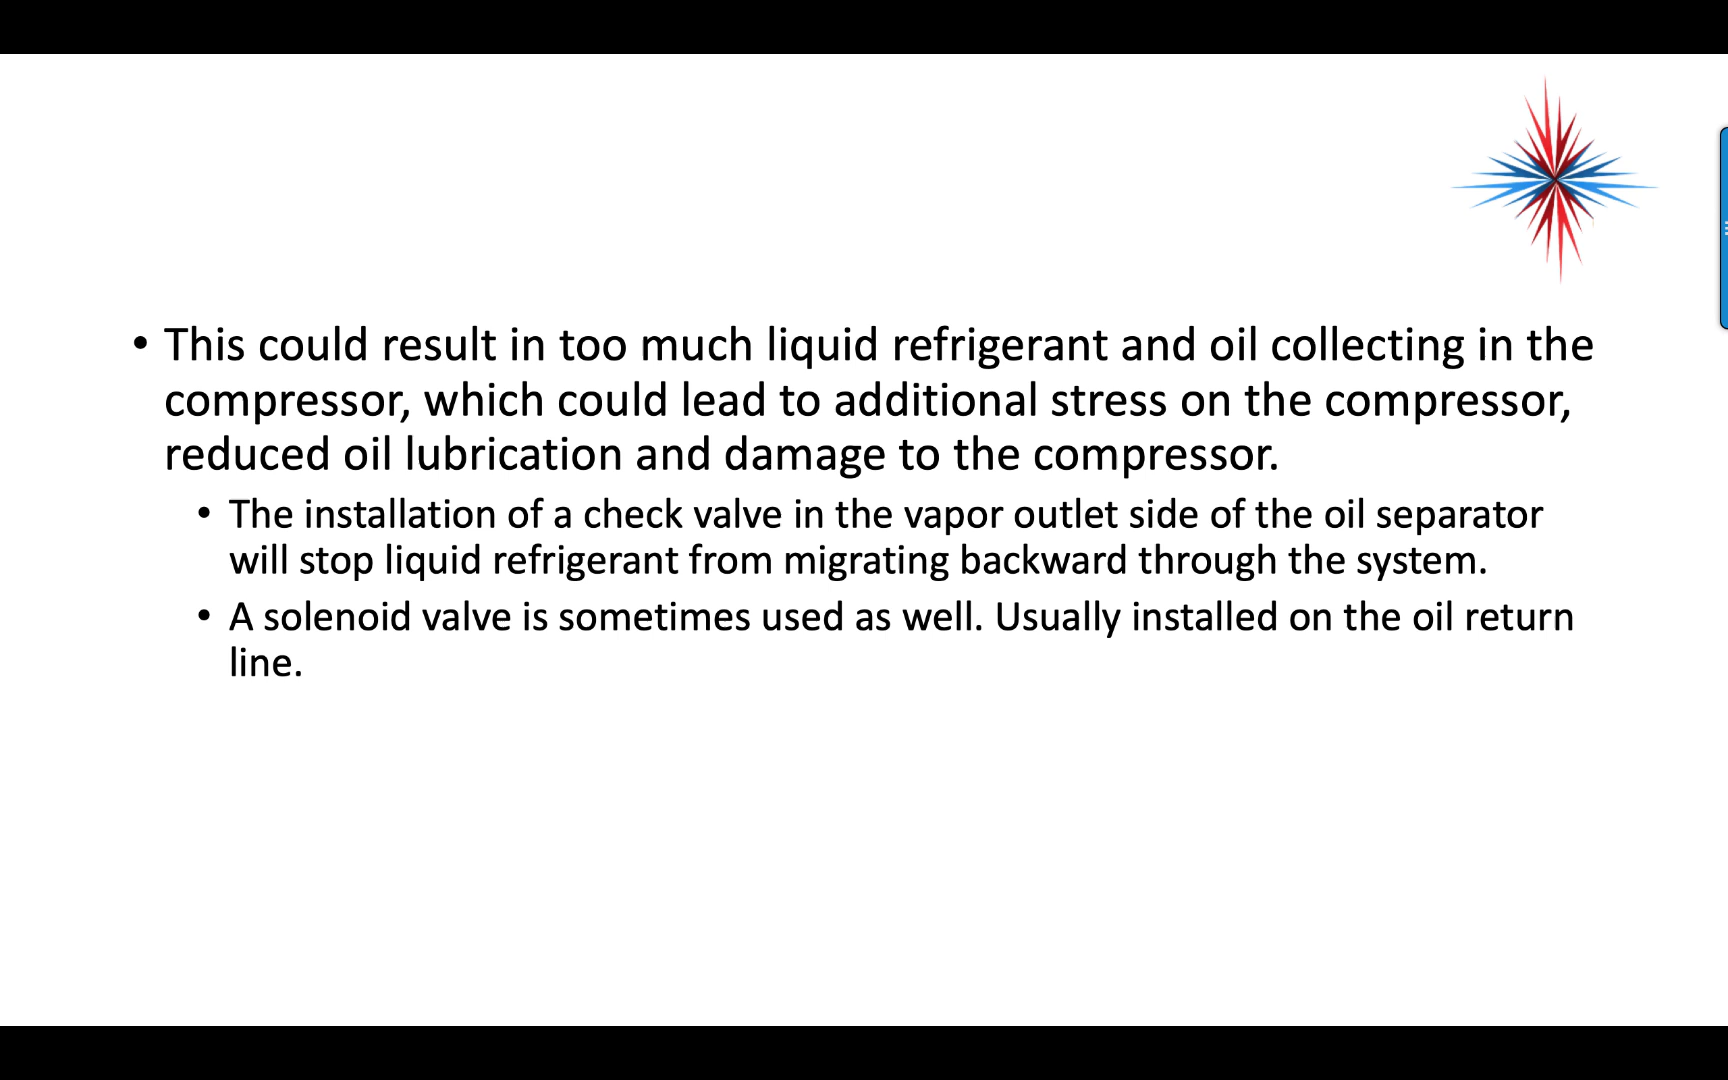 • This could result in too much liquid refrigerant and oil collecting in the
compressor, which could lead to additional stress on the compressor,
reduced oil lubrication and damage to the compressor.
• The installation of a check valve in the vapor outlet side of the oil separator
will stop liquid refrigerant from migrating backward through the system.
• A solenoid valve is sometimes used as well. Usually installed on the oil return
line.